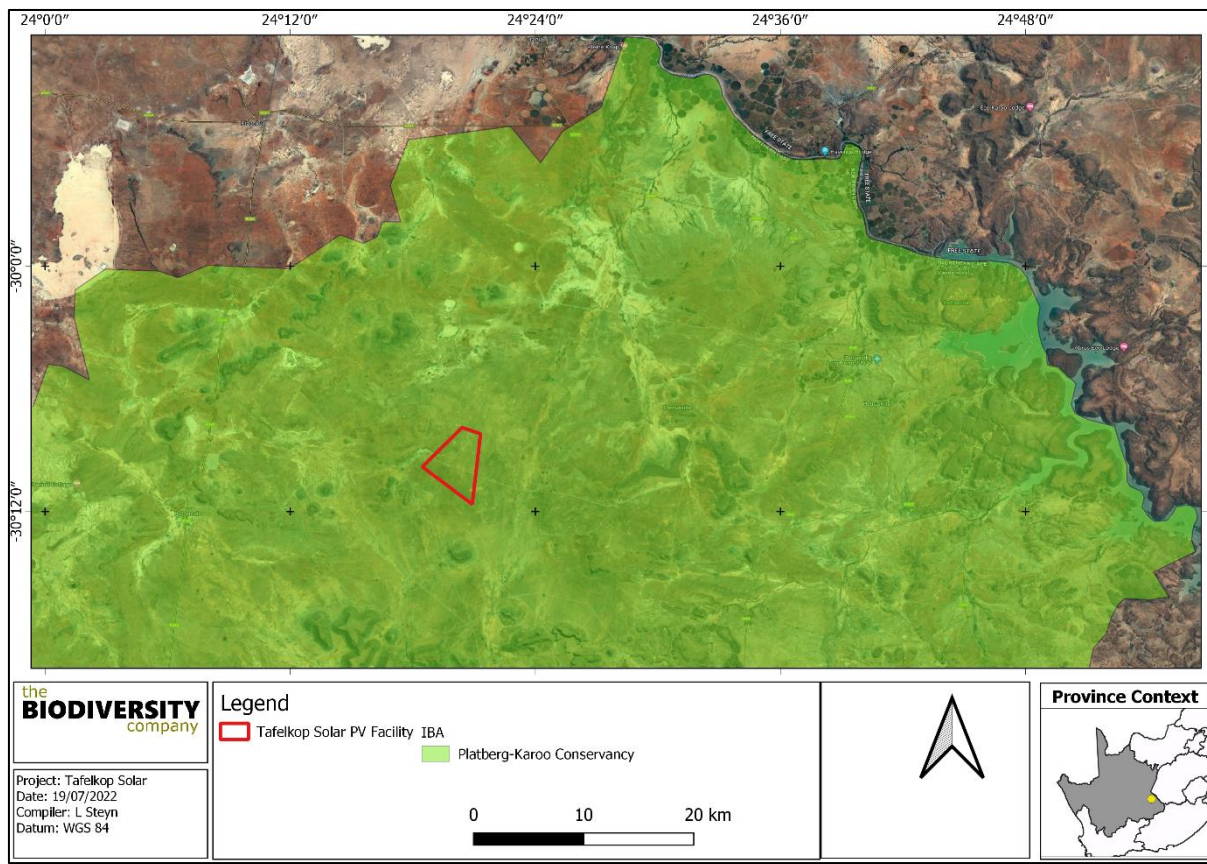 24°0′0″
24°12′0″
24°24′0″
24°36′0″
24°48′0″
-30°0′0″
-30°12′0″
FREE STATE
FREE STATE
FREE STATE
the
BIODIVERSITY
company
Project: Tafelkop Solar
Date: 19/07/2022
Compiler: L Steyn
Datum: WGS 84
Legend
Tafelkop Solar PV Facility
IBA
Platberg-Karoo Conservancy
0 10 20 km
Province Context